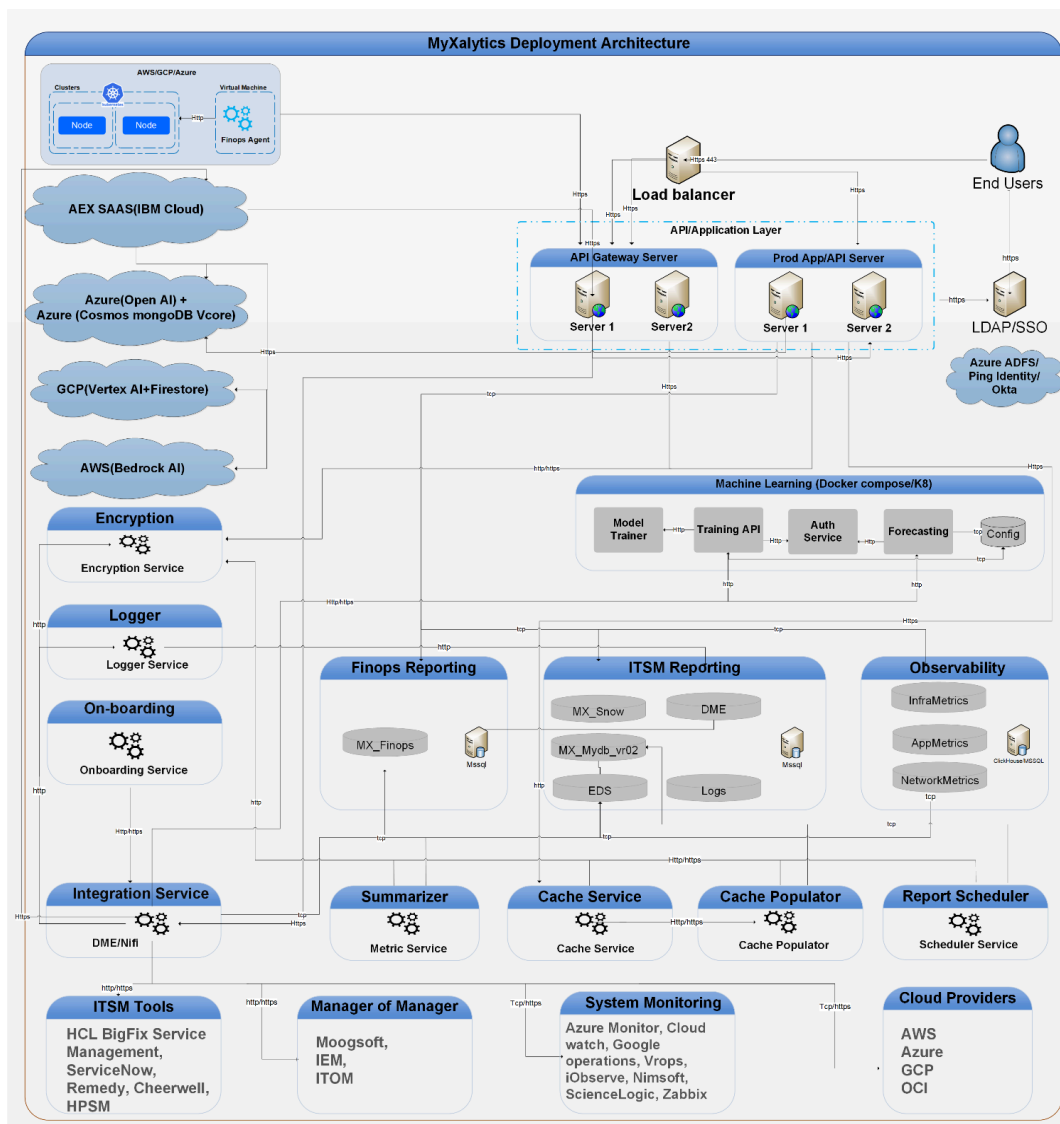 MyXalytics Deployment Architecture
AWS/GCP/Azure
Clusters
Virtual Machine
Node
Node
Http
Finops Agent
Https
Https 443
Load balancer
End Users
Https
Https
Https
https
AEX SAAS(IBM Cloud)
API/Application Layer
Https
API Gateway Server
Server 1
Server2
Prod App/API Server
Server 1
Server 2
https
LDAP/SSO
Azure(Open AI) +
Azure (Cosmos mongoDB Vcore)
Https
Https
Azure ADFS/
Ping Identity/
Okta
GCP(Vertex AI+Firestore)
tcp
Https
AWS(Bedrock AI)
http/https
Machine Learning (Docker compose/K8)
Model
Trainer
Http
Training API
Http
Auth
Service
Http
Forecasting
tcp
Config
tcp
http
http
Encryption
Encryption Service
Http/https
http
Https
Logger
Logger Service
http
tcp
tcp
tcp
Finops Reporting
MX_Finops
Mssql
ITSM Reporting
MX_Snow
DME
MX_Mydb_vr02
EDS
Logs
Mssql
Observability
InfraMetrics
AppMetrics
NetworkMetrics
ClickHouse/MSSQL
tcp
On-boarding
Onboarding Service
http
http
http
Http/https
tcp
tcp
tcp
Http/https
Integration Service
DME/Nifi
Https
Https
tcp
Summarizer
Metric Service
Cache Service
Cache Service
Http/https
Cache Populator
Cache Populator
Report Scheduler
Scheduler Service
http/https
http/https
Tcp/https
Tcp/https
ITSM Tools
HCL BigFix Service
Management,
ServiceNow,
Remedy, Cheerwell,
HPSM
Manager of Manager
Moogsoft,
IEM,
ITOM
System Monitoring
Azure Monitor, Cloud
watch, Google
operations, Vrops,
iObserve, Nimsoft,
ScienceLogic, Zabbix
Cloud Providers
AWS
Azure
GCP
OCI